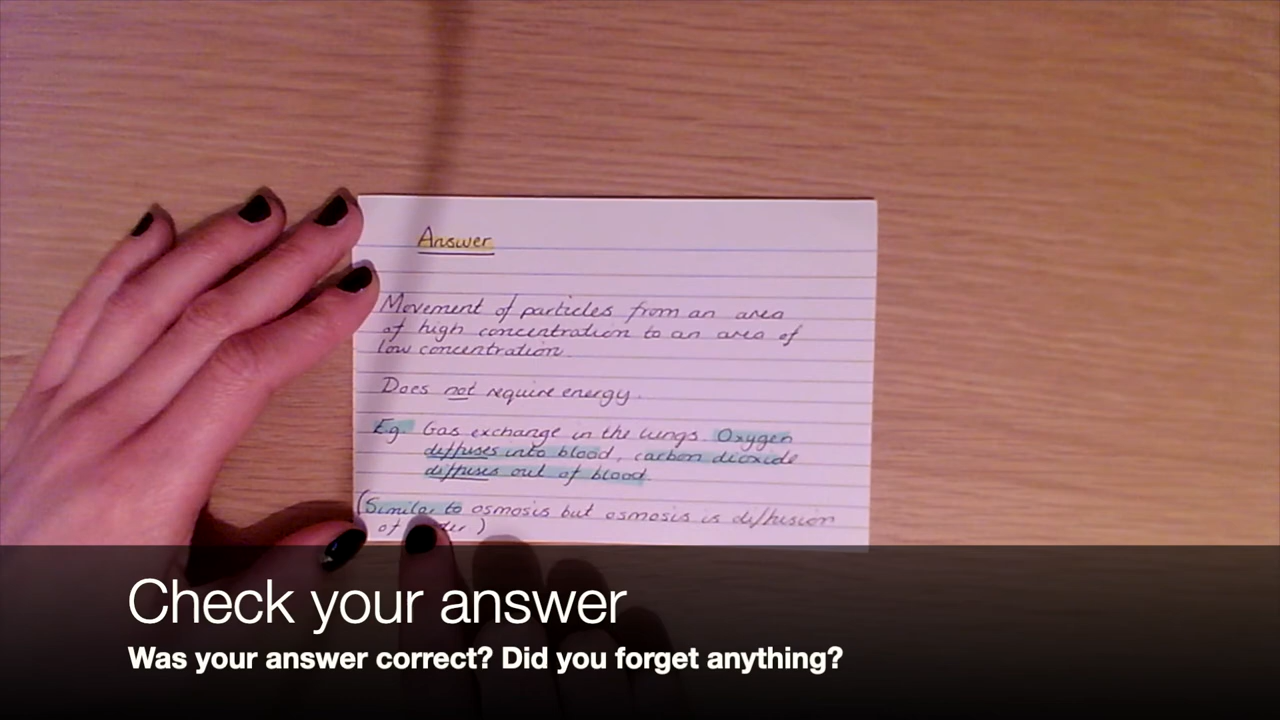 Answer
Movement of particles from an area
of high concentration to an area of
low concentration.
Does not require energy.
Eg. Gas exchange in the lungs. Oxygen
diffuses into blood, carbon dioxide
diffuses out of blood.
(Similar to osmosis but osmosis is diffusion
of )
Check your answer
Was your answer correct? Did you forget anything?